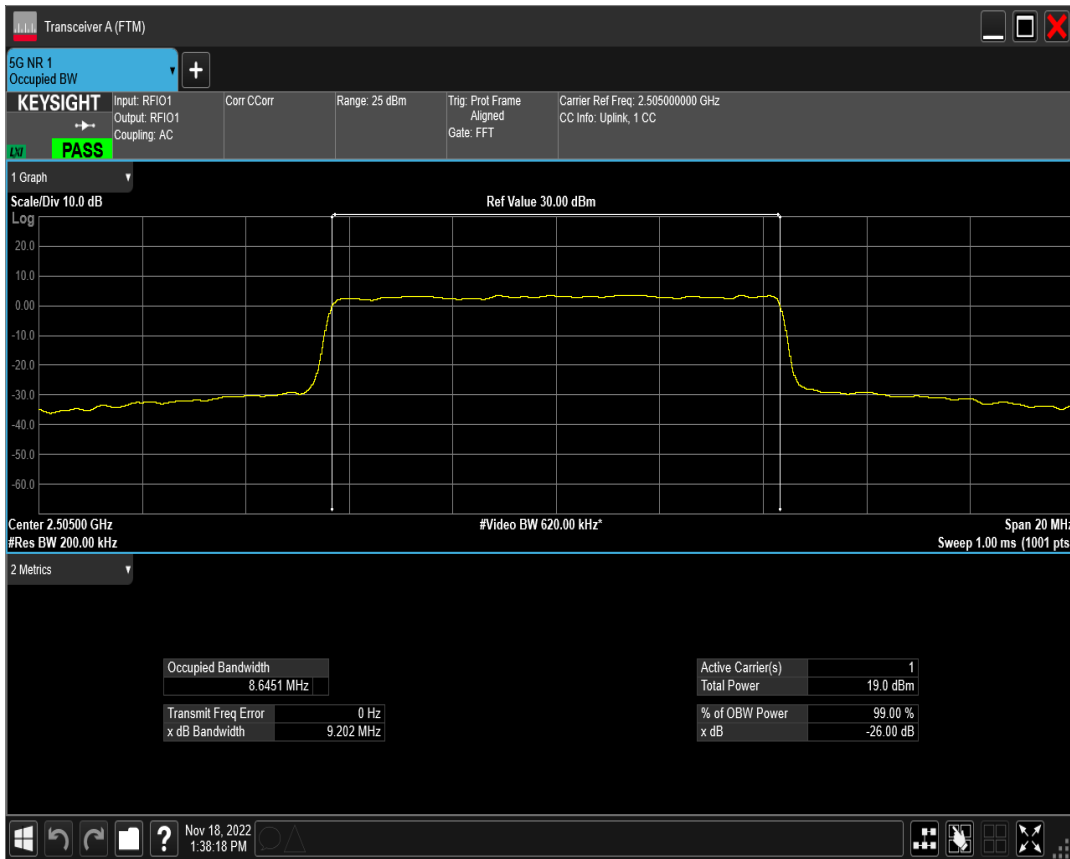 Transceiver A (FTM)
5G NR 1
Occupied BW
+
KEYSIGHT
LXI
PASS
Input: RFIO1
Output: RFIO1
Coupling: AC
Corr CCorr
Range: 25 dBm
Trig: Prot Frame
Aligned
Gate: FFT
Carrier Ref Freq: 2.505000000 GHz
CC Info: Uplink, 1 CC
1 Graph
Scale/Div 10.0 dB
Ref Value 30.00 dBm
Log
20.0
10.0
0.00
-10.0
-20.0
-30.0
-40.0
-50.0
-60.0
Center 2.50500 GHz
#Video BW 620.00 kHz*
Span 20 MHz
#Res BW 200.00 kHz
Sweep 1.00 ms (1001 pts
2 Metrics
Occupied Bandwidth
8.6451 MHz
Transmit Freq Error 0 Hz
x dB Bandwidth 9.202 MHz
Active Carrier(s) 1
Total Power 19.0 dBm
% of OBW Power 99.00 %
x dB -26.00 dB
?
Nov 18, 2022
1:38:18 PM